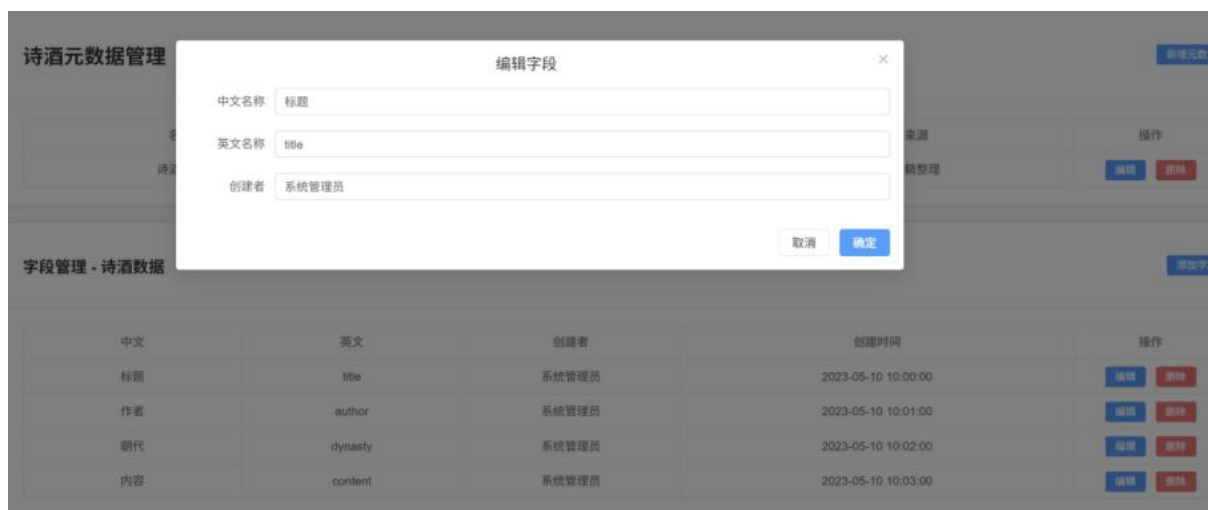 诗酒元数据管理
新增元数
编辑字段
中文名称 标题
英文名称 title
创建者 系统管理员
取消 确定
来源 操作
编辑 删除
字段管理 - 诗酒数据
添加字
中文 英文 创建者 创建时间 操作
标题 title 系统管理员 2023-05-10 10:00:00 编辑 删除
作者 author 系统管理员 2023-05-10 10:01:00 编辑 删除
朝代 dynasty 系统管理员 2023-05-10 10:02:00 编辑 删除
内容 content 系统管理员 2023-05-10 10:03:00 编辑 删除